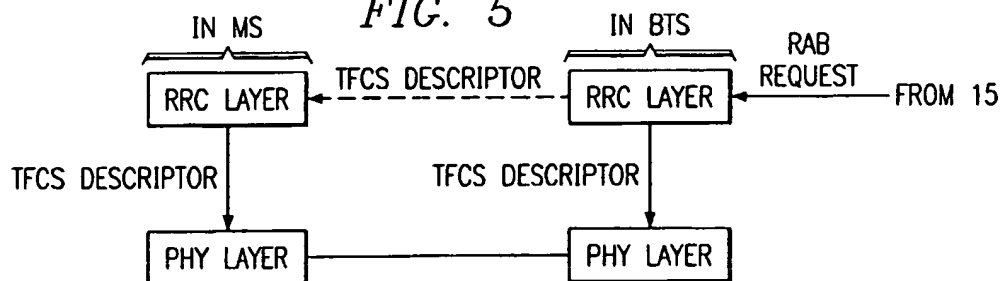 FIG. 5
IN MS
IN BTS
RAB
REQUEST
TFCS DESCRIPTOR
RRC LAYER
RRC LAYER
FROM 15
TFCS DESCRIPTOR
TFCS DESCRIPTOR
PHY LAYER
PHY LAYER